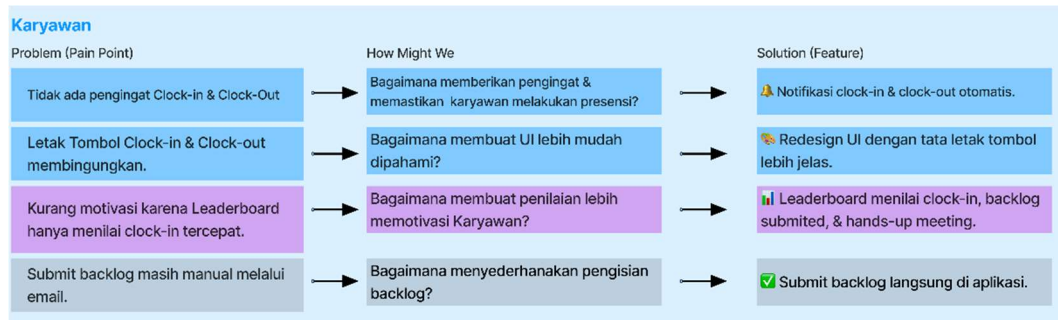 Karyawan
Problem (Pain Point)
How Might We
Solution (Feature)
Tidak ada pengingat Clock-in & Clock-Out
Bagaimana memberikan pengingat &
memastikan karyawan melakukan presensi?
Notifikasi clock-in & clock-out otomatis.
Letak Tombol Clock-in & Clock-out
membingungkan.
Bagaimana membuat UI lebih mudah
dipahami?
Redesign UI dengan tata letak tombol
lebih jelas.
Kurang motivasi karena Leaderboard
hanya menilai clock-in tercepat.
Bagaimana membuat penilaian lebih
memotivasi Karyawan?
Leaderboard menilai clock-in, backlog
submited, & hands-up meeting.
Submit backlog masih manual melalui
email.
Bagaimana menyederhanakan pengisian
backlog?
Submit backlog langsung di aplikasi.